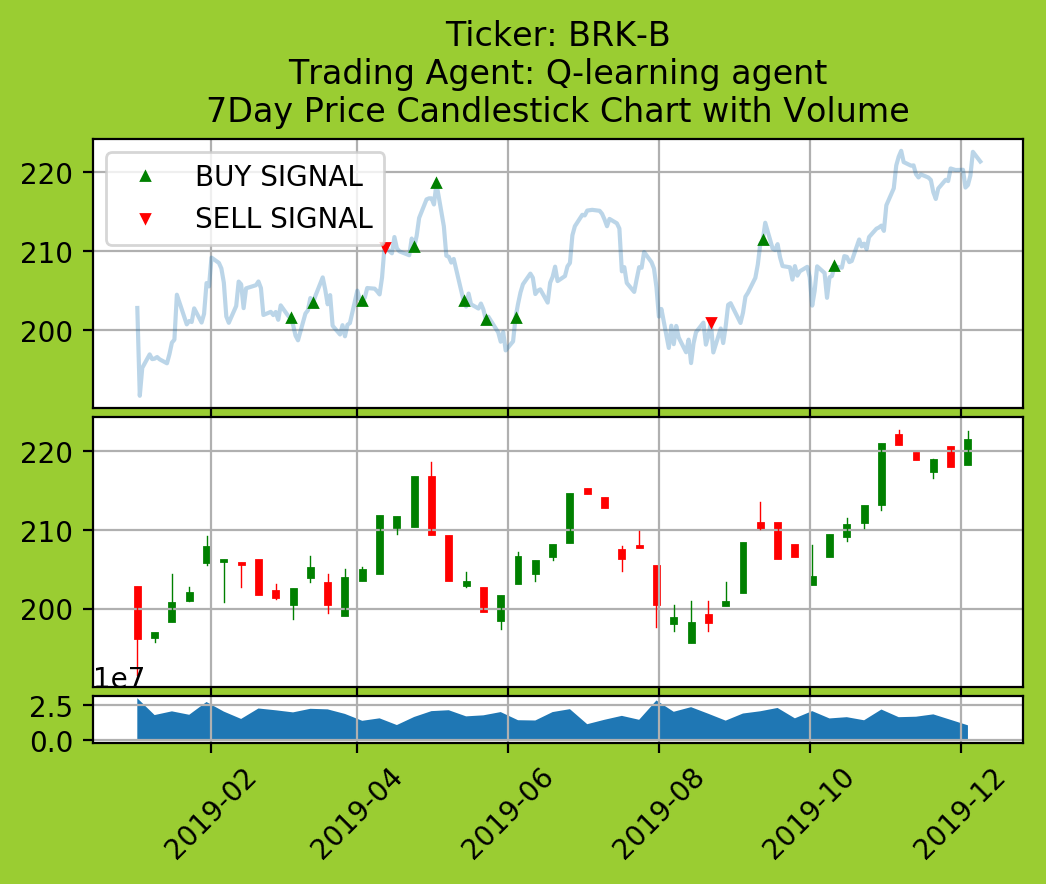 Ticker: BRK-B
Trading Agent: Q-learning agent
7Day Price Candlestick Chart with Volume
BUY SIGNAL
SELL SIGNAL
220
210
200
220
210
200
1e7
2.5
0.0
2019-02
2019-04
2019-06
2019-08
2019-10
2019-12